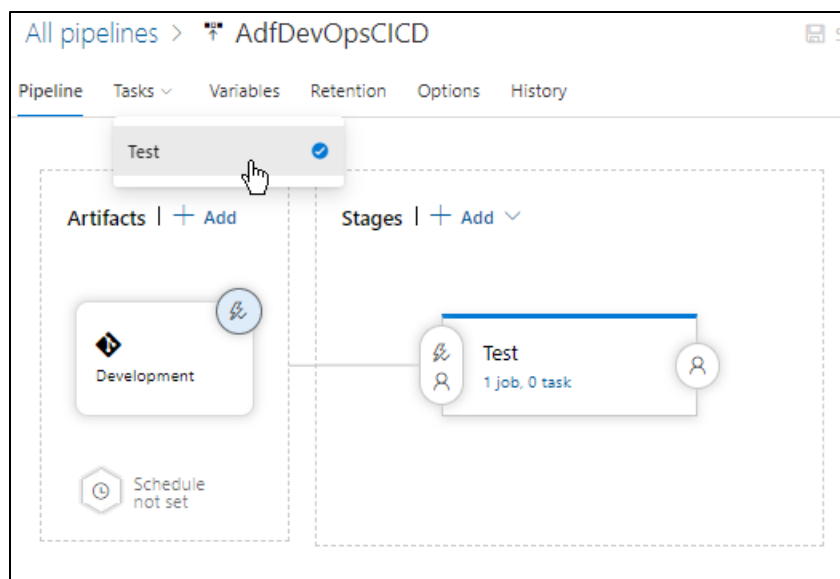 All pipelines > AdfDevOpsCICD
Pipeline Tasks Variables Retention Options History
Test
Artifacts | + Add
Stages | + Add
Development
Test
1 job, 0 task
Schedule
not set